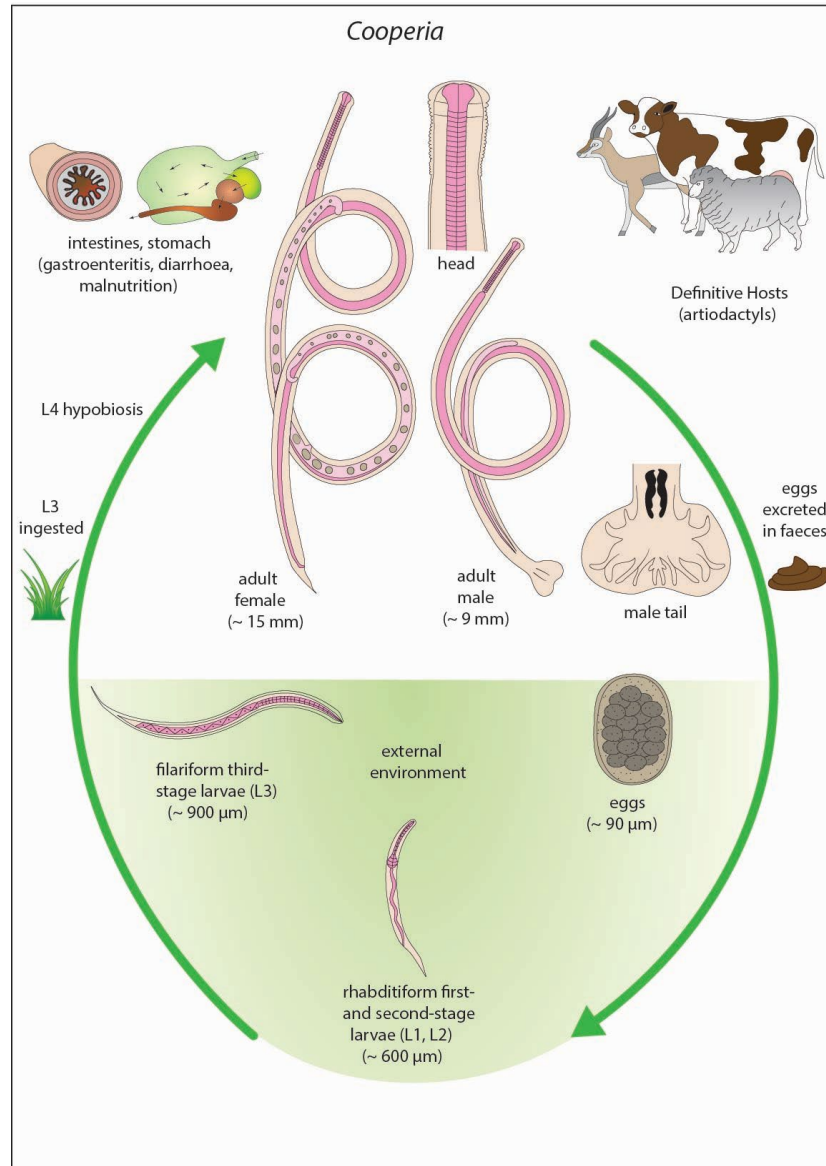 Cooperia
intestines, stomach
(gastroenteritis, diarrhoea,
malnutrition)
head
Definitive Hosts
(artiodactyls)
L4 hypobiosis
L3
ingested
adult
female
(~ 15 mm)
adult
male
(~ 9 mm)
male tail
eggs
excreted
in faeces
filariform third-
stage larvae (L3)
(~ 900 µm)
external
environment
eggs
(~ 90 µm)
rhabditiform first-
and second-stage
larvae (L1, L2)
(~ 600 µm)